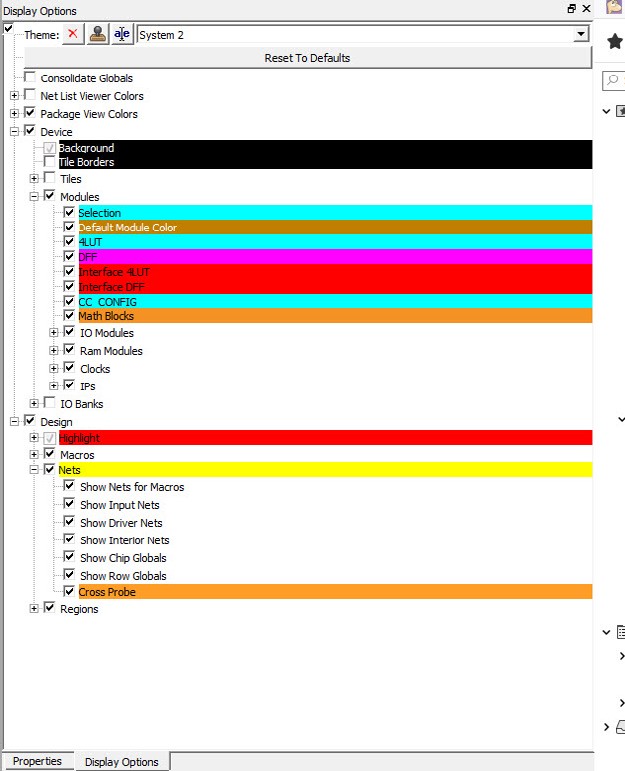 Display Options
Theme: a/e System 2
Reset To Defaults
Consolidate Globals
Net List Viewer Colors
Package View Colors
Device
Background
Tile Borders
Tiles
Modules
Selection
Default Module Color
4LUT
DFF
Interface 4LUT
Interface DFF
CC_CONFIG
Math Blocks
IO Modules
Ram Modules
Clocks
IPs
IO Banks
Design
Highlight
Macros
Nets
Show Nets for Macros
Show Input Nets
Show Driver Nets
Show Interior Nets
Show Chip Globals
Show Row Globals
Cross Probe
Regions
Properties Display Options